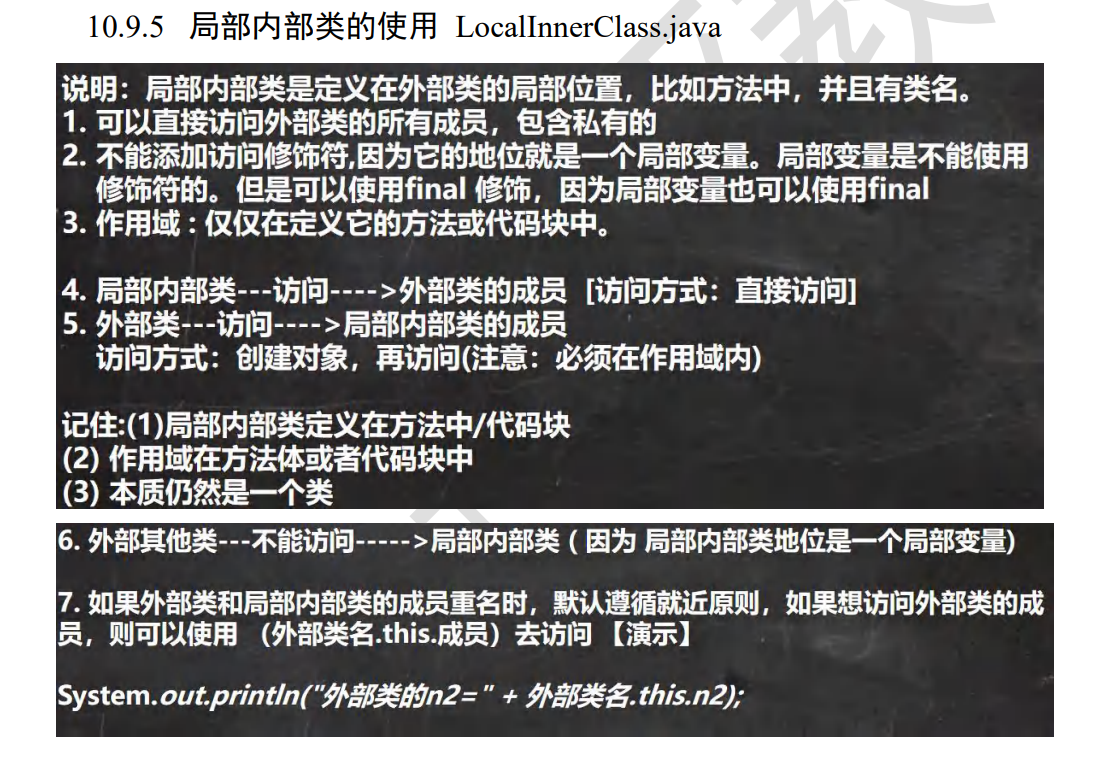 10.9.5 局部内部类的使用 LocalInnerClass.java
说明：局部内部类是定义在外部类的局部位置，比如方法中，并且有类名。
1. 可以直接访问外部类的所有成员，包含私有的
2. 不能添加访问修饰符,因为它的地位就是一个局部变量。局部变量是不能使用
修饰符的。但是可以使用final 修饰，因为局部变量也可以使用final
3. 作用域 : 仅仅在定义它的方法或代码块中。
4. 局部内部类---访问---->外部类的成员 [访问方式：直接访问]
5. 外部类---访问---->局部内部类的成员
访问方式：创建对象，再访问(注意：必须在作用域内)
记住:(1)局部内部类定义在方法中/代码块
(2) 作用域在方法体或者代码块中
(3) 本质仍然是一个类
6. 外部其他类---不能访问----->局部内部类 ( 因为 局部内部类地位是一个局部变量)
7. 如果外部类和局部内部类的成员重名时，默认遵循就近原则，如果想访问外部类的成
员，则可以使用 （外部类名.this.成员）去访问 【演示】
System.out.println("外部类的n2=" + 外部类名.this.n2);